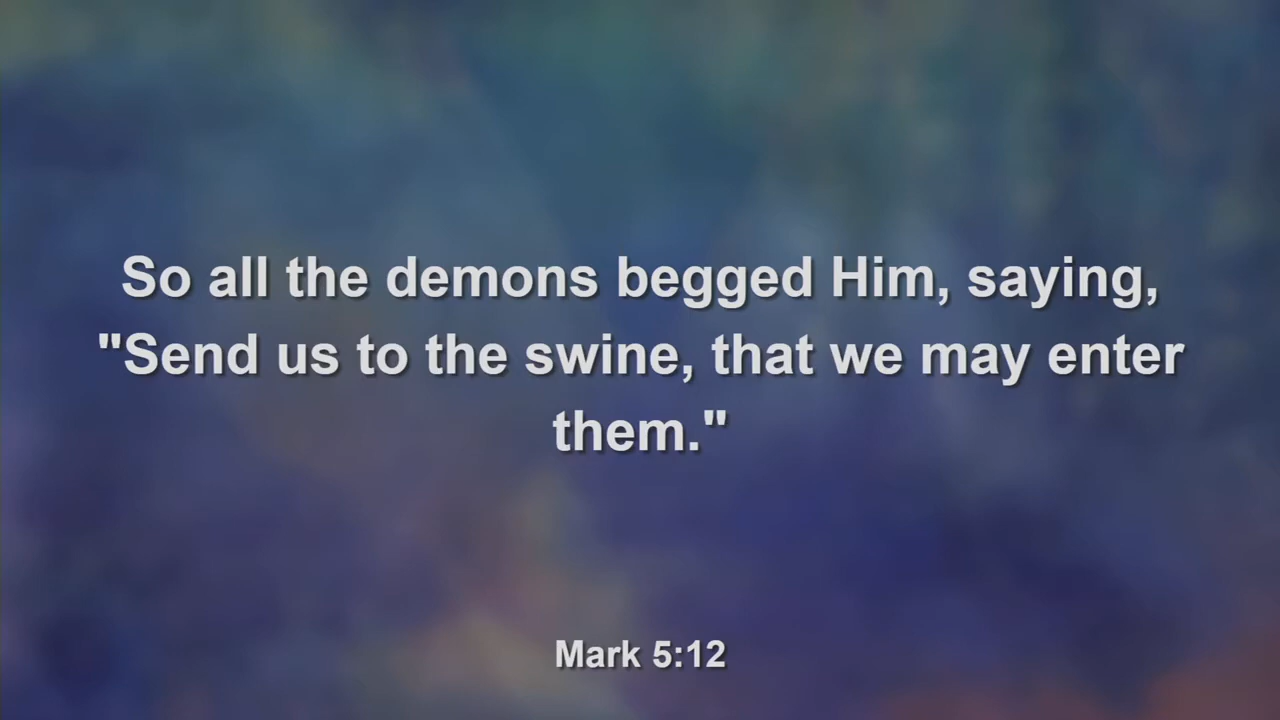 So all the demons begged Him, saying,
"Send us to the swine, that we may enter
them."
Mark 5:12